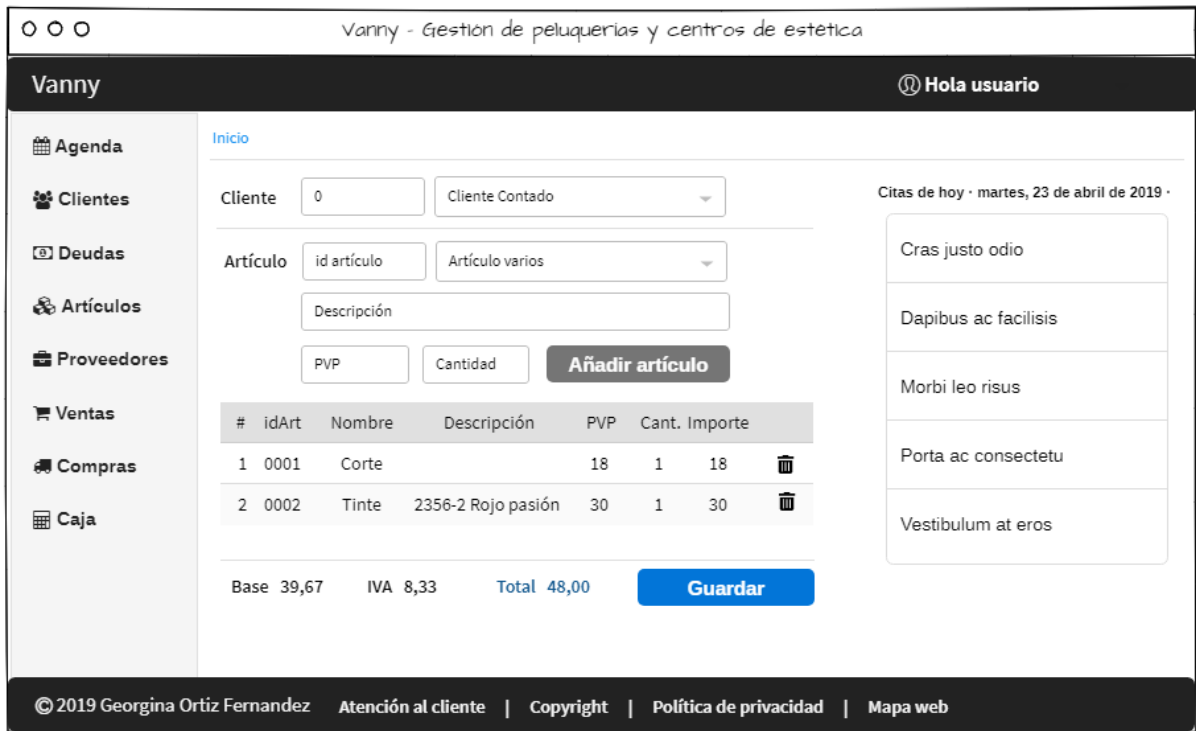 Vanny - Gestión de peluquerías y centros de estética
Vanny
Hola usuario
Agenda
Clientes
Deudas
Artículos
Proveedores
Ventas
Compras
Caja
Inicio
Cliente 0 Cliente Contado
Artículo id artículo Artículo varios
Descripción
PVP Cantidad Añadir artículo
# idArt Nombre Descripción PVP Cant. Importe
1 0001 Corte 18 1 18
2 0002 Tinte 2356-2 Rojo pasión 30 1 30
Base 39,67 IVA 8,33 Total 48,00 Guardar
Citas de hoy · martes, 23 de abril de 2019 ·
Cras justo odio
Dapibus ac facilisis
Morbi leo risus
Porta ac consectetu
Vestibulum at eros
© 2019 Georgina Ortiz Fernandez Atención al cliente | Copyright | Política de privacidad | Mapa web